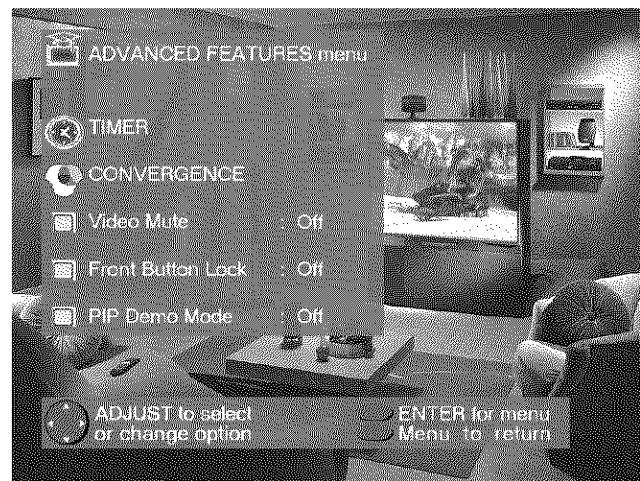 ADVANCED FEATURES menu
TIMER
CONVERGENCE
Video Mute : Off
Front Button Lock : Off
PIP Demo Mode : Off
ADJUST to select
or change option
ENTER for menu
Menu to return